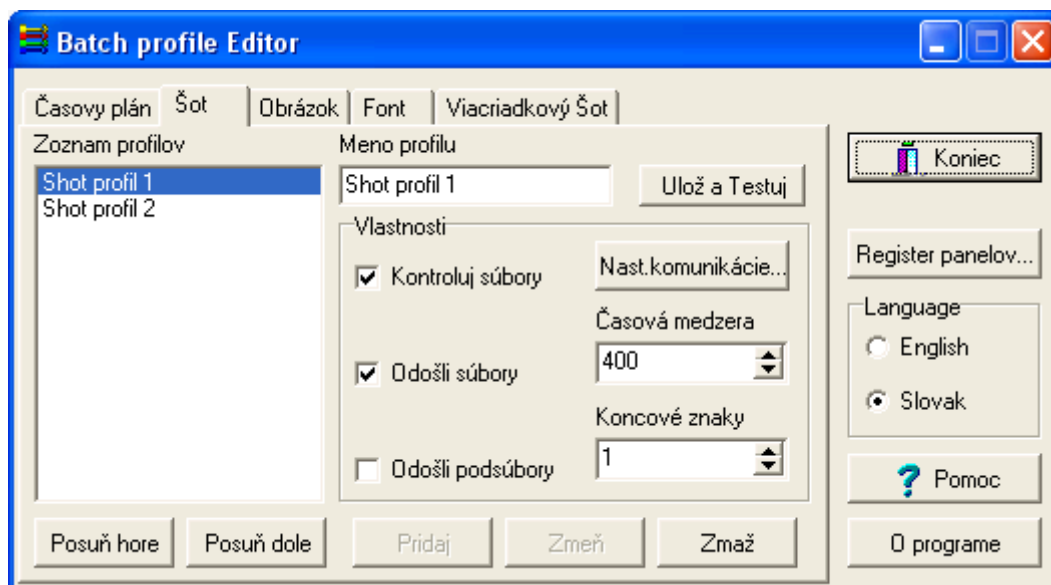 Batch profile Editor
Časovy plán
Šot
Obrázok
Font
Viacriadkový Šot
Zoznam profilov
Shot profil 1
Shot profil 2
Meno profilu
Shot profil 1
Ulož a Testuj
Vlastnosti
Kontroluj súbory
Nast.komunikácie...
Časová medzera
Odošli súbory
400
Koncové znaky
Odošli podsúbory
1
Posuň hore
Posuň dole
Pridaj
Zmeň
Zmaž
Koniec
Register panelov...
Language
English
Slovak
? Pomoc
O programe